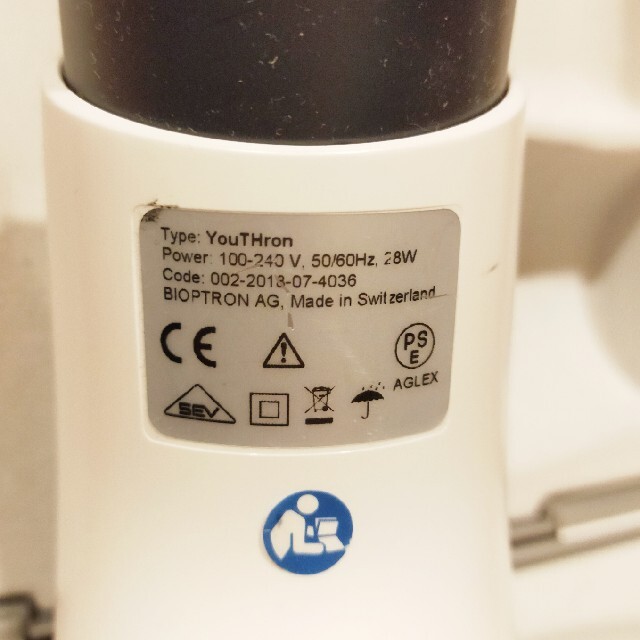 Type: YouTHron
Power: 100-240 V, 50/60Hz, 28W
Code: 002-2013-07-4036
BIOPTRON AG, Made in Switzerland
CE
PS
E
SEV
AGLEX